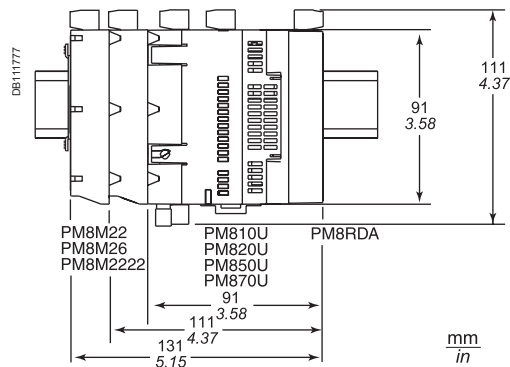 DB111777
111
4.37
91
3.58
PM8M22
PM8M26
PM8M2222
PM810U
PM820U
PM850U
PM870U
PM8RDA
91
3.58
111
4.37
131
5.15
mm
in